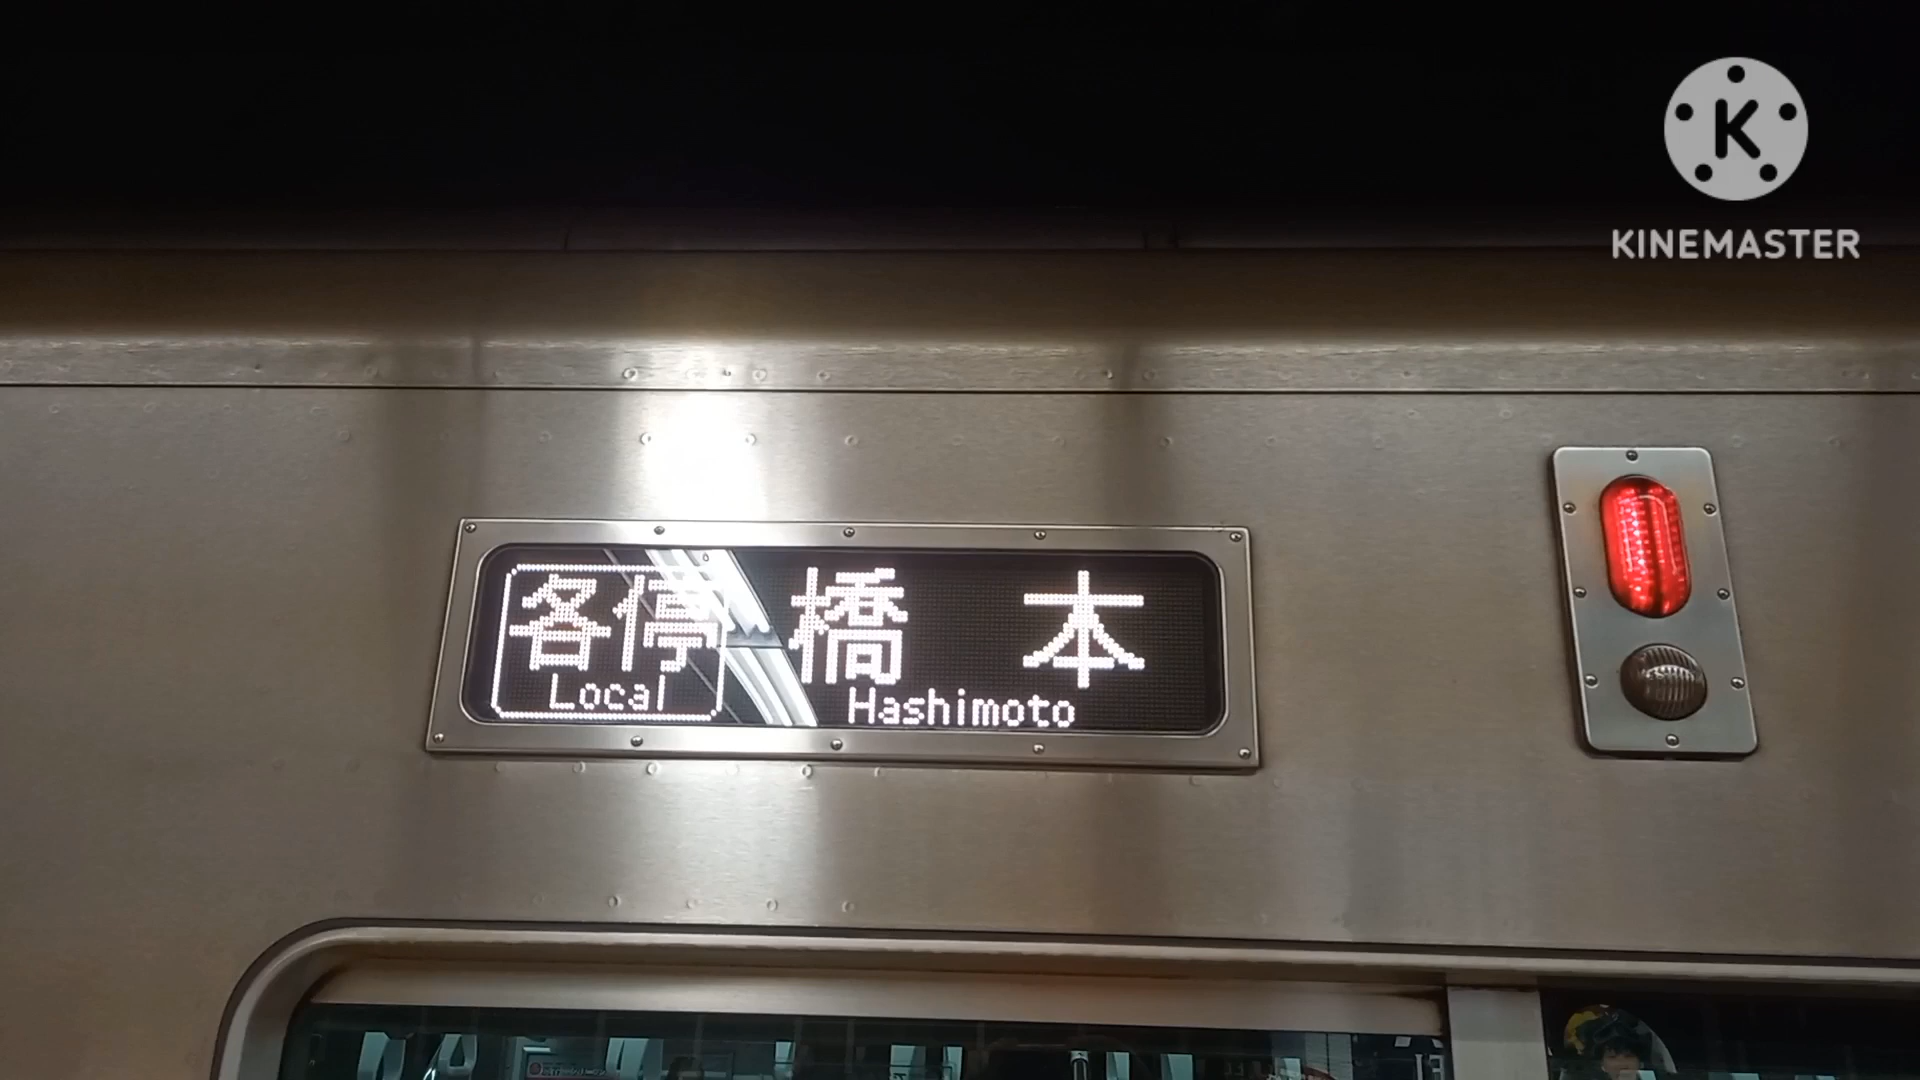 K
KINEMASTER
各停 橋本
Local Hashimoto